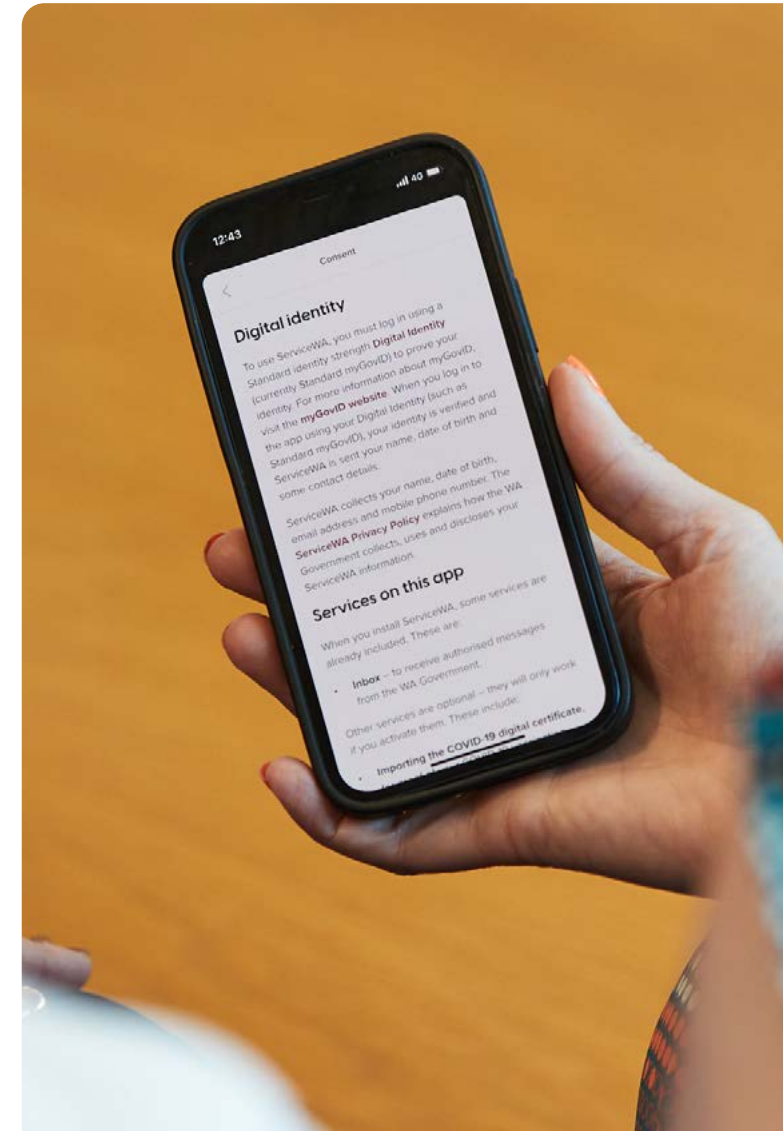 12:43
4G
Consent
Digital identity
To use ServiceWA, you must log in using a
Standard identity strength Digital Identity
(currently Standard myGovID) to prove your
identity. For more information about myGovID,
visit the myGovID website. When you log in to
the app using your Digital Identity (such as
Standard myGovID), your identity is verified and
ServiceWA is sent your name, date of birth and
some contact details.
ServiceWA collects your name, date of birth,
email address and mobile phone number. The
ServiceWA Privacy Policy explains how the WA
Government collects, uses and discloses your
ServiceWA information.
Services on this app
When you install ServiceWA, some services are
already included. These are:
• Inbox – to receive authorised messages
from the WA Government.
Other services are optional – they will only work
if you activate them. These include:
• Importing the COVID-19 digital certificate,